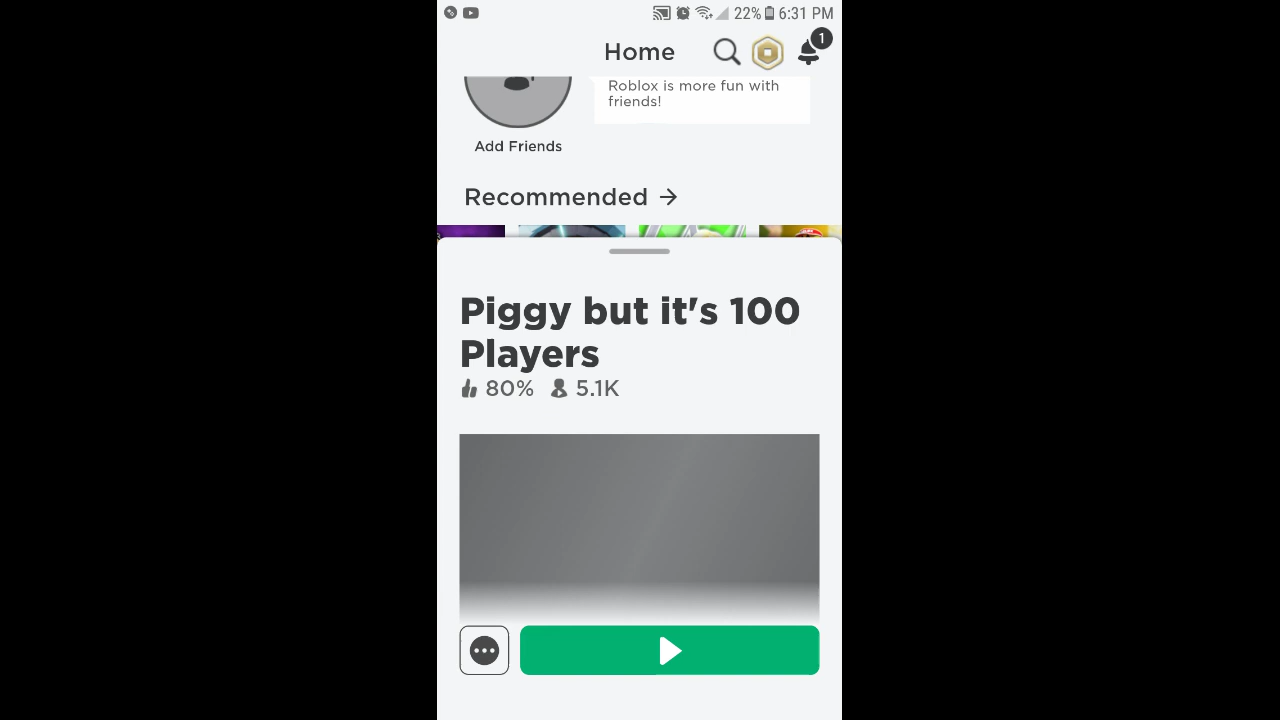 22% 6:31 PM
Home
1
Roblox is more fun with
friends!
Add Friends
Recommended →
Piggy but it's 100
Players
80% 5.1K